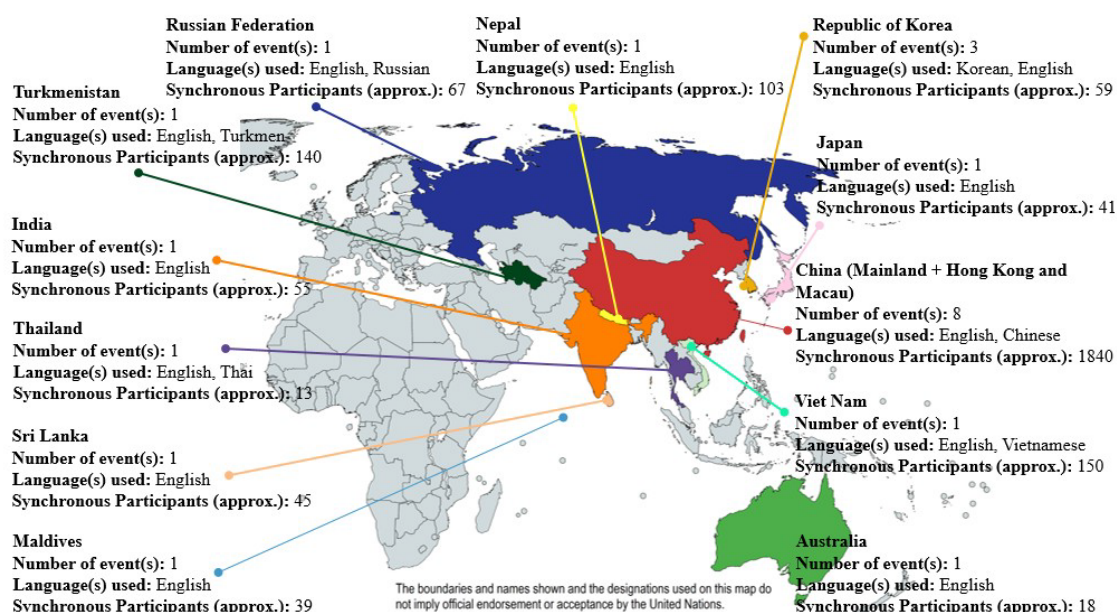 Russian Federation
Number of event(s): 1
Language(s) used: English, Russian
Synchronous Participants (approx.): 67
Nepal
Number of event(s): 1
Language(s) used: English
Synchronous Participants (approx.): 103
Republic of Korea
Number of event(s): 3
Language(s) used: Korean, English
Synchronous Participants (approx.): 59
Turkmenistan
Number of event(s): 1
Language(s) used: English, Turkmen
Synchronous Participants (approx.): 140
Japan
Number of event(s): 1
Language(s) used: English
Synchronous Participants (approx.): 41
India
Number of event(s): 1
Language(s) used: English
Synchronous Participants (approx.): 55
China (Mainland + Hong Kong and
Macau)
Number of event(s): 8
Language(s) used: English, Chinese
Synchronous Participants (approx.): 1840
Thailand
Number of event(s): 1
Language(s) used: English, Thai
Synchronous Participants (approx.): 13
Viet Nam
Number of event(s): 1
Language(s) used: English, Vietnamese
Synchronous Participants (approx.): 150
Sri Lanka
Number of event(s): 1
Language(s) used: English
Synchronous Participants (approx.): 45
Maldives
Number of event(s): 1
Language(s) used: English
Synchronous Participants (approx.): 39
Australia
Number of event(s): 1
Language(s) used: English
Synchronous Participants (approx.): 18
The boundaries and names shown and the designations used on this map do
not imply official endorsement or acceptance by the United Nations.